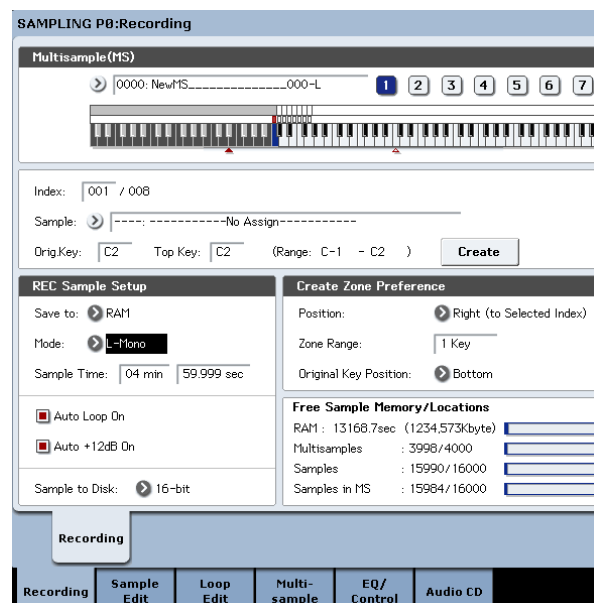 SAMPLING P0:Recording
Multisample(MS)
0000: NewMS______________000-L
1 2 3 4 5 6 7
Index: 001 / 008
Sample: ----: -----------No Assign-----------
Orig.Key: C2 Top Key: C2 (Range: C-1 - C2 ) Create
REC Sample Setup
Save to: RAM
Mode: L-Mono
Sample Time: 04 min 59.999 sec
Auto Loop On
Auto +12dB On
Sample to Disk: 16-bit
Create Zone Preference
Position: Right (to Selected Index)
Zone Range: 1 Key
Original Key Position: Bottom
Free Sample Memory/Locations
RAM : 13168.7sec (1234,573Kbyte)
Multisamples : 3998/4000
Samples : 15990/16000
Samples in MS : 15984/16000
Recording
Recording
Sample Edit
Loop Edit
Multi-sample
EQ/ Control
Audio CD